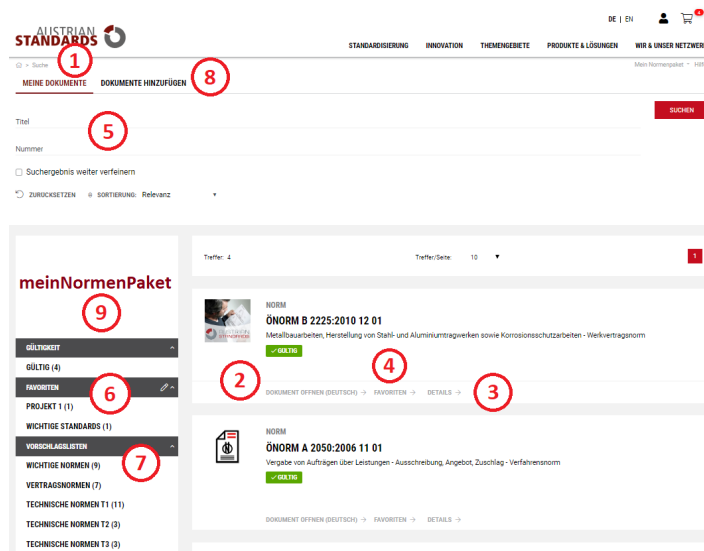 DE | EN
4
AUSTRIAN
STANDARDS
STANDARDISIERUNG INNOVATION THEMENGEBIETE PRODUKTE & LÖSUNGEN WIR & UNSER NETZWERK
> Suche
Mein Normenpaket
1
MEINE DOKUMENTE DOKUMENTE HINZUFÜGEN
8
SUCHEN
Titel
5
Nummer
Suchergebnis weiter verfeinern
ZURÜCKSETZEN SORTIERUNG: Relevanz
Treffer: 4 Treffer/Seite: 10 1
meinNormenPaket
9
GÜLTIGKEIT
GÜLTIG (4)
FAVORITEN
6
PROJEKT 1 (1)
WICHTIGE STANDARDS (1)
VORSCHLAGSLISTEN
WICHTIGE NORMEN (9)
7
VERTRAGSNORMEN (7)
TECHNISCHE NORMEN T1 (11)
TECHNISCHE NORMEN T2 (3)
TECHNISCHE NORMEN T3 (3)
NORM
ÖNORM B 2225:2010 12 01
Metallbauarbeiten, Herstellung von Stahl- und Aluminiumtragwerken sowie Korrosionsschutzarbeiten - Werkvertragsnorm
GÜLTIG
2
4
3
DOKUMENT ÖFFNEN (DEUTSCH) → FAVORITEN → DETAILS →
NORM
ÖNORM A 2050:2006 11 01
Vergabe von Aufträgen über Leistungen - Ausschreibung, Angebot, Zuschlag - Verfahrensnorm
GÜLTIG
DOKUMENT ÖFFNEN (DEUTSCH) → FAVORITEN → DETAILS →